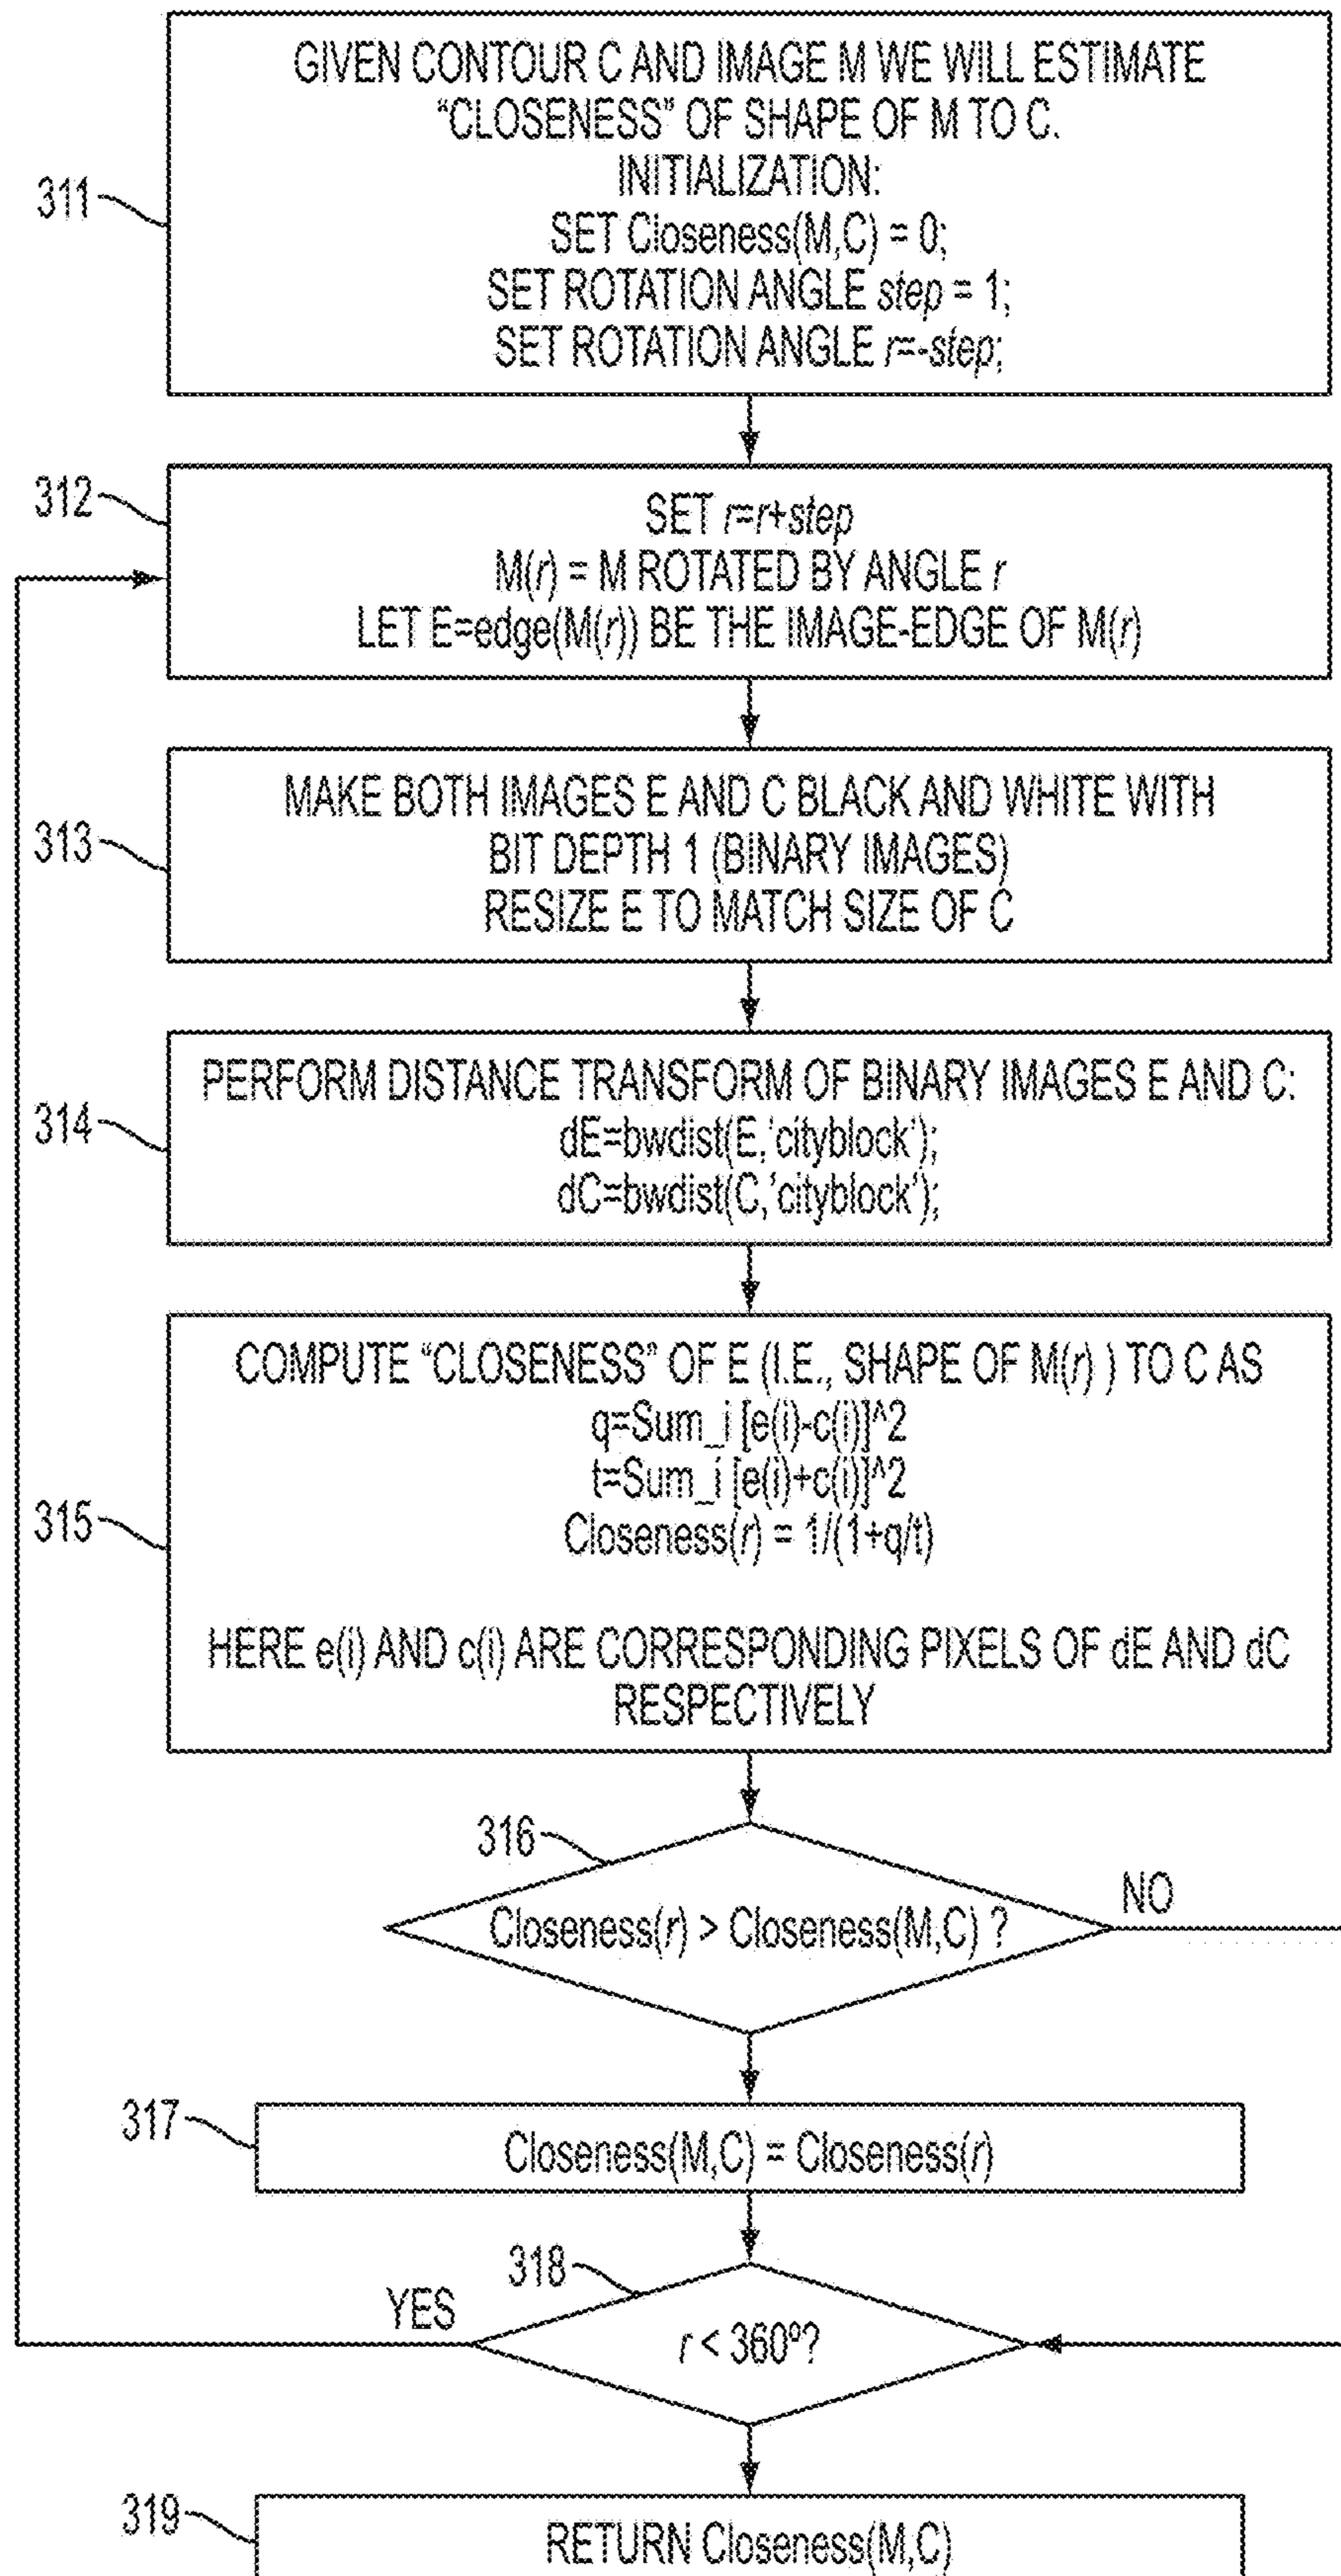 GIVEN CONTOUR C AND IMAGE M WE WILL ESTIMATE
"CLOSENESS" OF SHAPE OF M TO C.
INITIALIZATION:
SET Closeness(M,C) = 0;
SET ROTATION ANGLE step = 1;
SET ROTATION ANGLE r=-step;
311
312
SET r=r+step
M(r) = M ROTATED BY ANGLE r
LET E=edge(M(r)) BE THE IMAGE-EDGE OF M(r)
313
MAKE BOTH IMAGES E AND C BLACK AND WHITE WITH
BIT DEPTH 1 (BINARY IMAGES)
RESIZE E TO MATCH SIZE OF C
314
PERFORM DISTANCE TRANSFORM OF BINARY IMAGES E AND C:
dE=bwdist(E,'cityblock');
dC=bwdist(C,'cityblock');
315
COMPUTE "CLOSENESS" OF E (I.E., SHAPE OF M(r) ) TO C AS
q=Sum_i [e(i)-c(i)]^2
t=Sum_i [e(i)+c(i)]^2
Closeness(r) = 1/(1+q/t)
HERE e(i) AND c(i) ARE CORRESPONDING PIXELS OF dE AND dC
RESPECTIVELY
316
Closeness(r) > Closeness(M,C) ?
NO
317
Closeness(M,C) = Closeness(r)
318
YES
r < 360º?
319
RETURN Closeness(M,C)